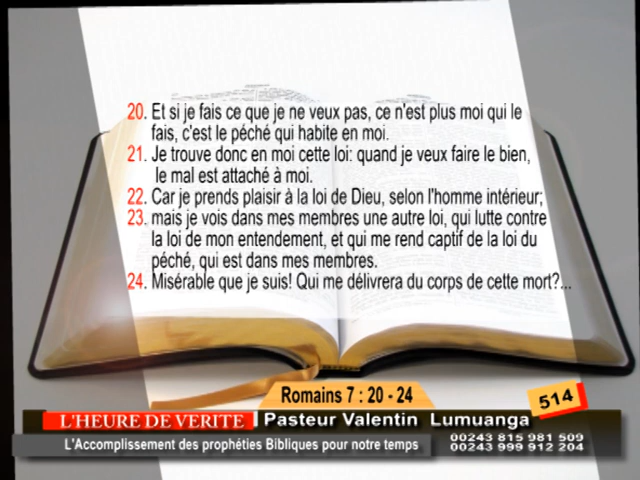 20. Et si je fais ce que je ne veux pas, ce n'est plus moi qui le
fais, c'est le péché qui habite en moi.
21. Je trouve donc en moi cette loi: quand je veux faire le bien,
le mal est attaché à moi.
22. Car je prends plaisir à la loi de Dieu, selon l'homme intérieur;
23. mais je vois dans mes membres une autre loi, qui lutte contre
la loi de mon entendement, et qui me rend captif de la loi du
péché, qui est dans mes membres.
24. Misérable que je suis! Qui me délivrera du corps de cette mort?...
Romains 7 : 20 - 24
514
L'HEURE DE VERITE Pasteur Valentin Lumuanga
L'Accomplissement des prophéties Bibliques pour notre temps
00243 815 981 509
00243 999 912 204